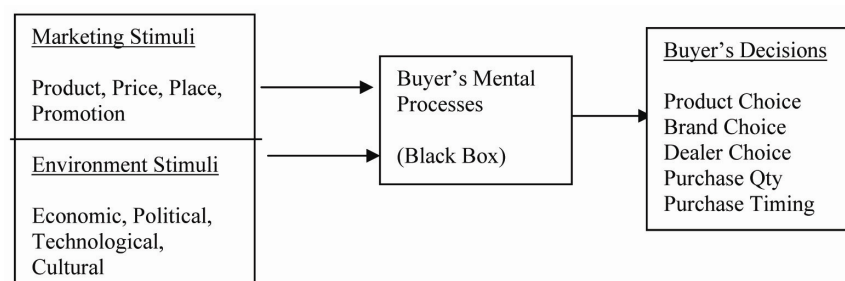 Marketing Stimuli
Product, Price, Place,
Promotion
Environment Stimuli
Economic, Political,
Technological,
Cultural
Buyer’s Mental
Processes
(Black Box)
Buyer’s Decisions
Product Choice
Brand Choice
Dealer Choice
Purchase Qty
Purchase Timing